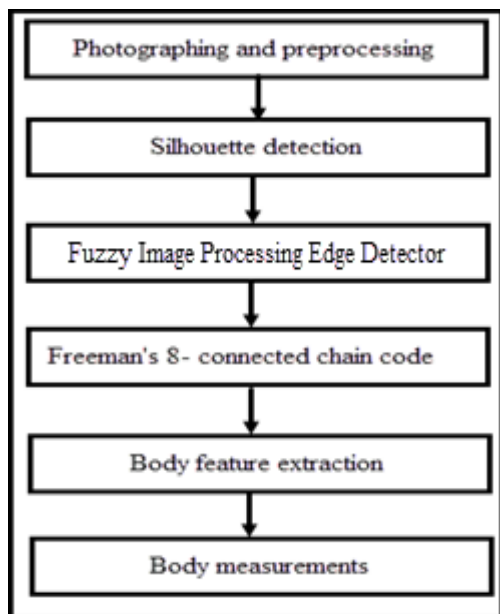 Photographing and preprocessing
Silhouette detection
Fuzzy Image Processing Edge Detector
Freeman's 8- connected chain code
Body feature extraction
Body measurements